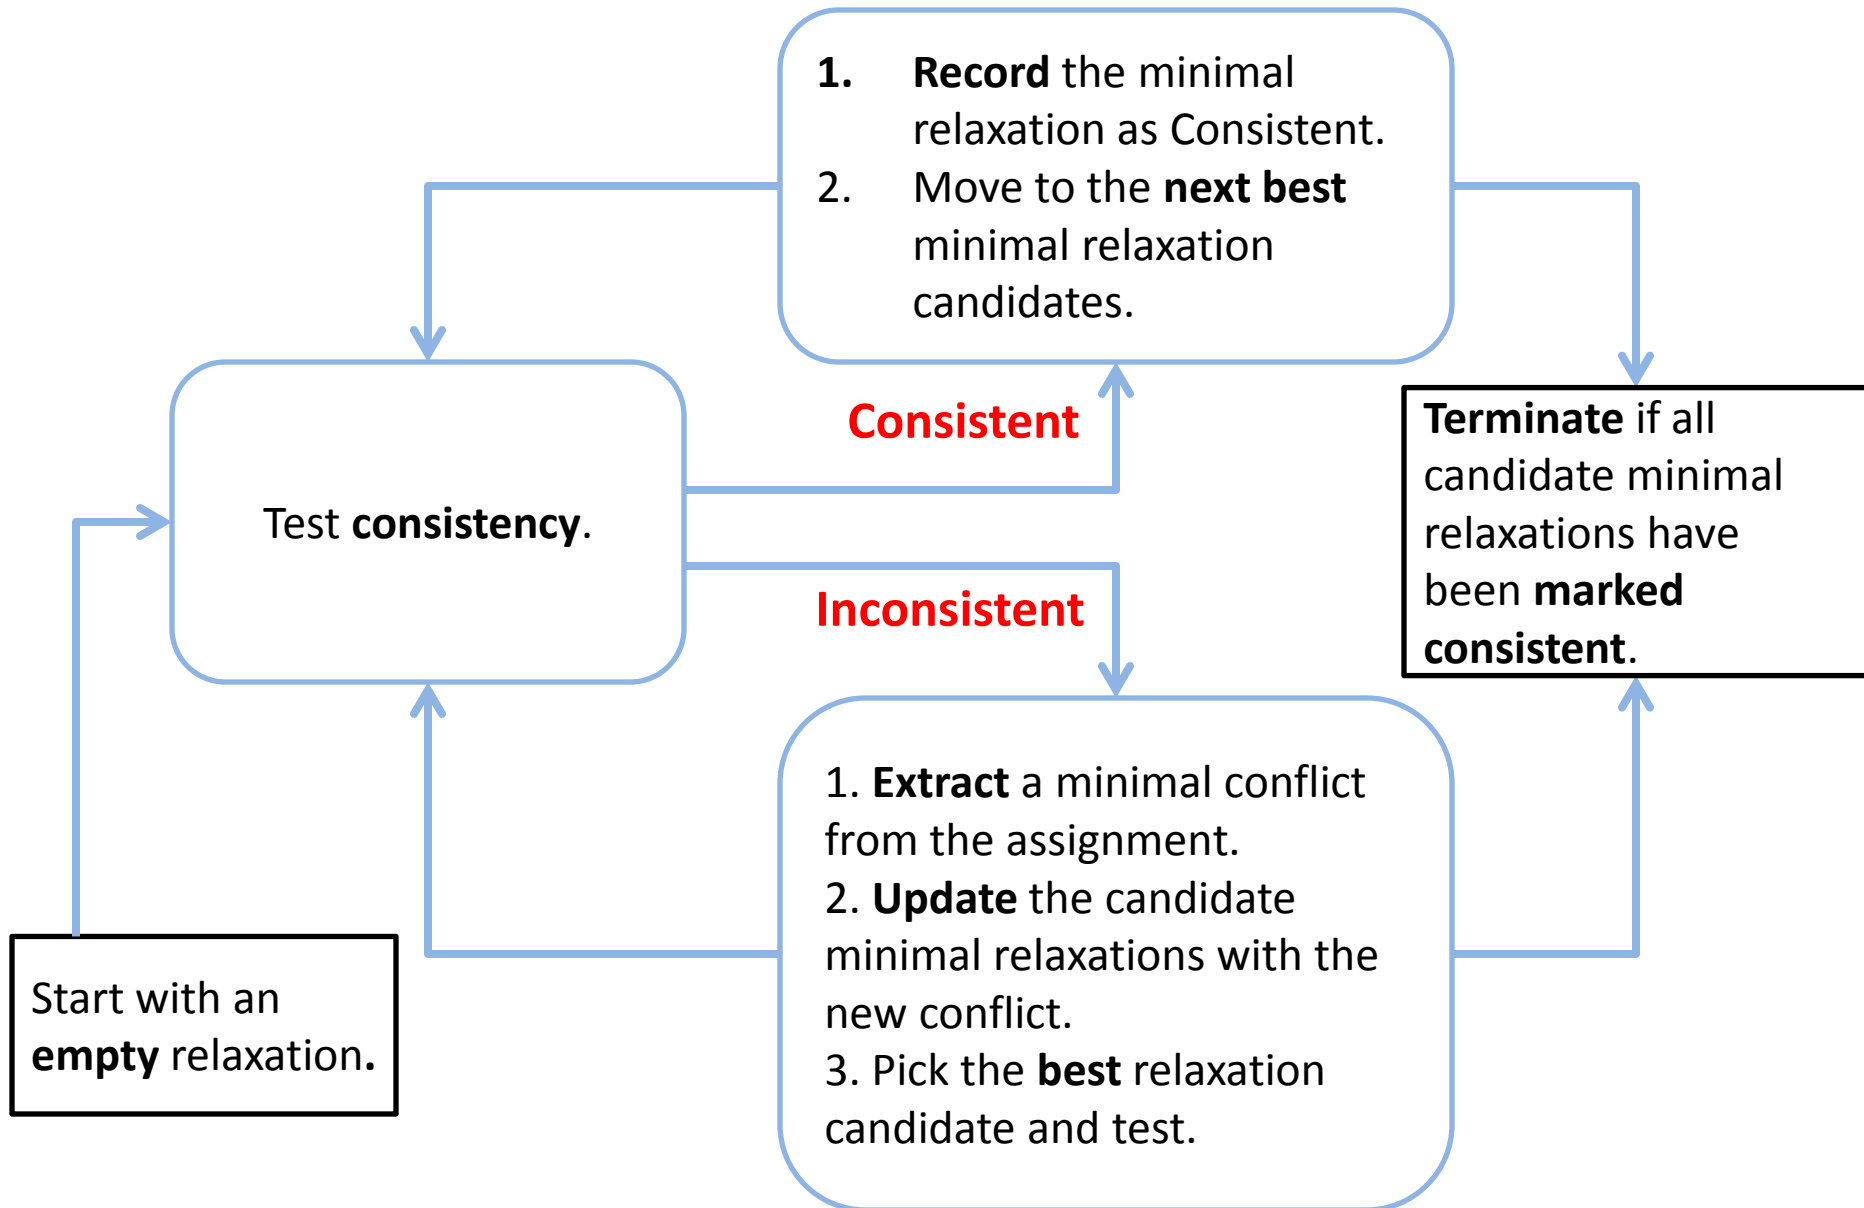 1. Record the minimal
relaxation as Consistent.
2. Move to the next best
minimal relaxation
candidates.
Consistent
Test consistency.
Inconsistent
Terminate if all
candidate minimal
relaxations have
been marked
consistent.
1. Extract a minimal conflict
from the assignment.
2. Update the candidate
minimal relaxations with the
new conflict.
3. Pick the best relaxation
candidate and test.
Start with an
empty relaxation.